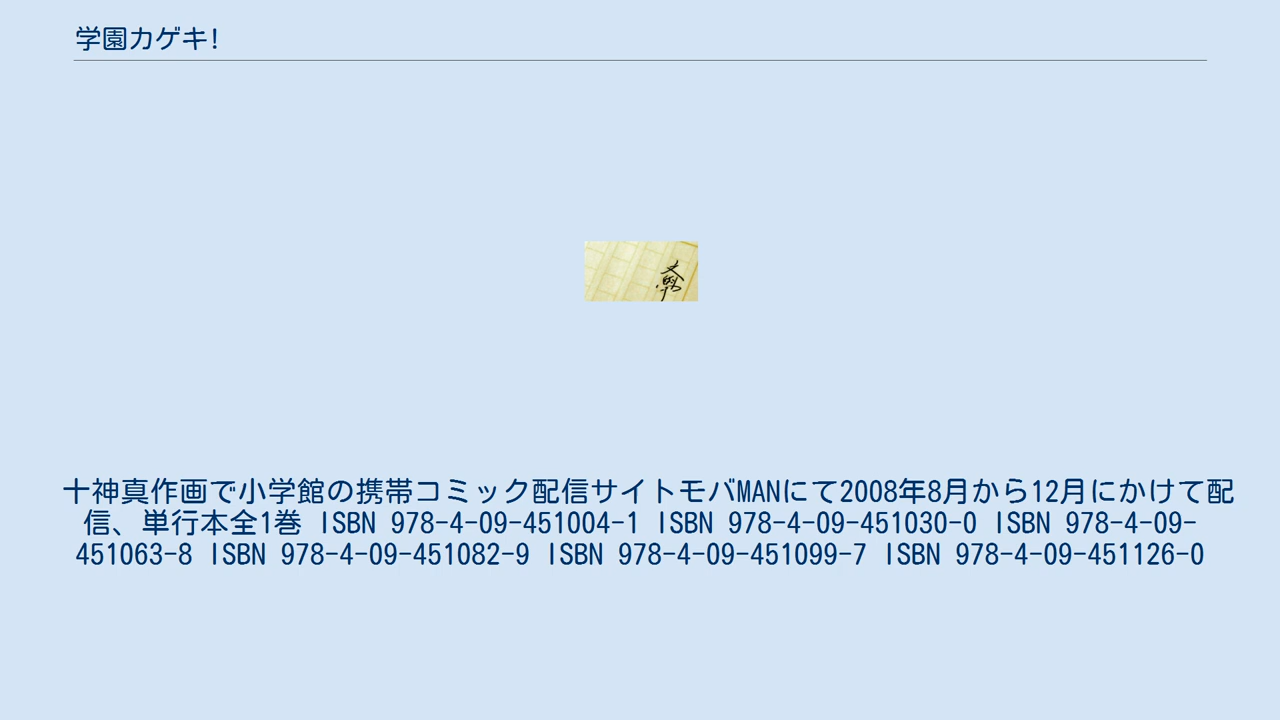 学園カゲキ!
十神真作画で小学館の携帯コミック配信サイトモバMANにて2008年8月から12月にかけて配
信、単行本全1巻 ISBN 978-4-09-451004-1 ISBN 978-4-09-451030-0 ISBN 978-4-09-
451063-8 ISBN 978-4-09-451082-9 ISBN 978-4-09-451099-7 ISBN 978-4-09-451126-0